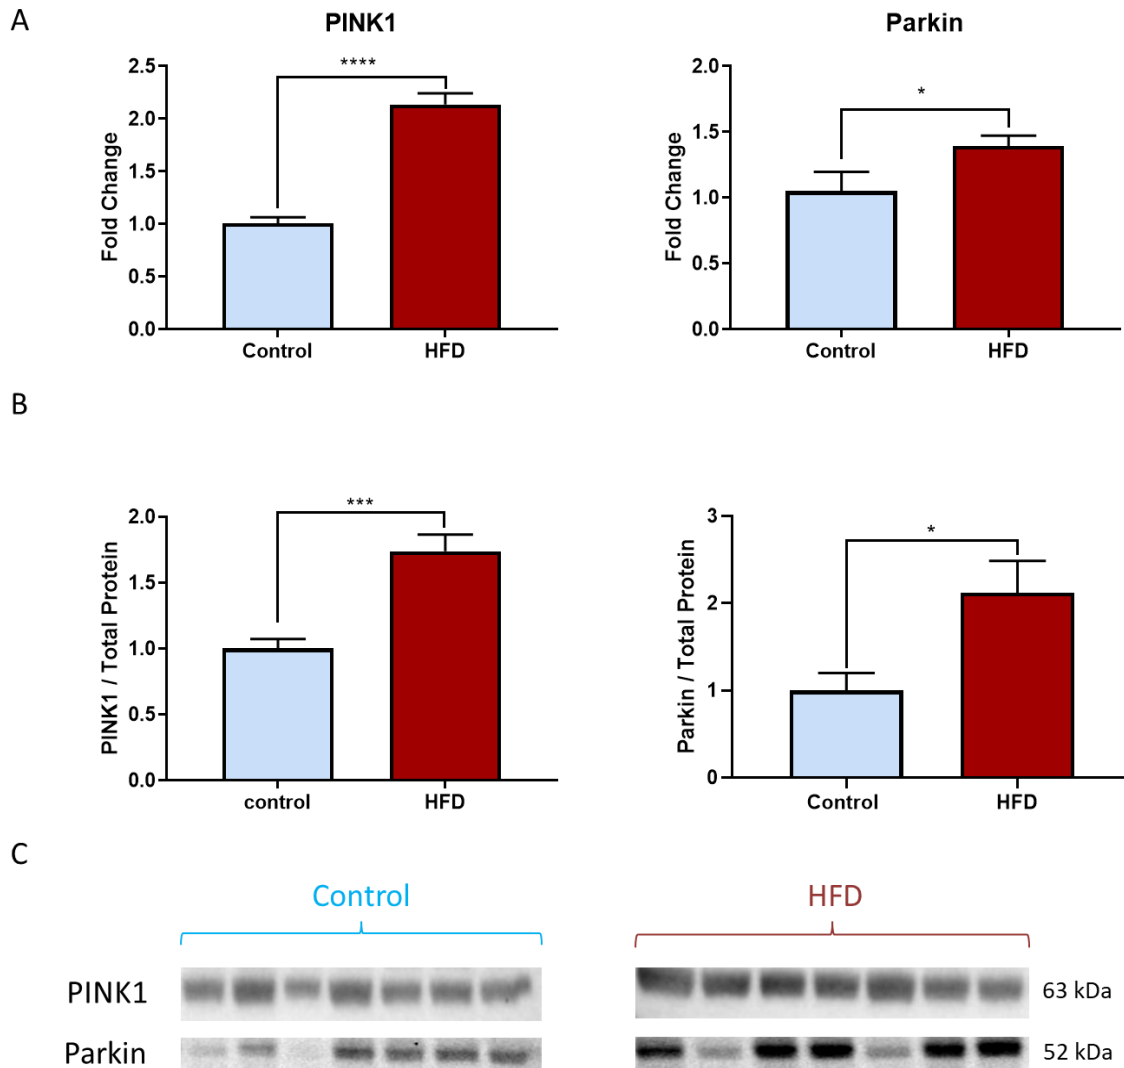 A
PINK1
Parkin
Fold Change
2.5
2.0
1.5
1.0
0.5
0.0
****
Control
HFD
Fold Change
2.0
1.5
1.0
0.5
0.0
*
Control
HFD
B
PINK1 / Total Protein
2.0
1.5
1.0
0.5
0.0
***
control
HFD
Parkin / Total Protein
3
2
1
0
*
Control
HFD
C
Control
HFD
PINK1
63 kDa
Parkin
52 kDa